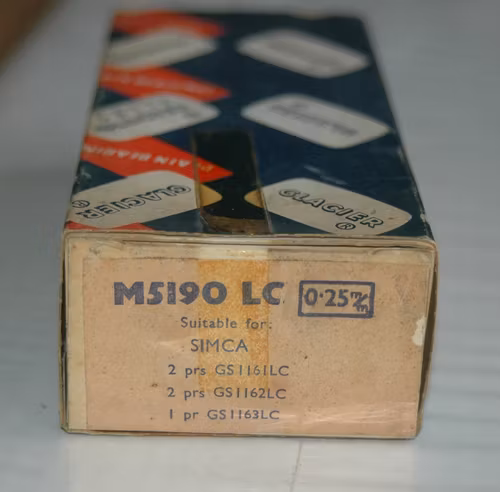 PLAIN BEARING
GLACIER ®
GLACIER ®
M5190 LC 0·25 m/m
Suitable for:
SIMCA
2 prs GS1161LC
2 prs GS1162LC
1 pr GS1163LC